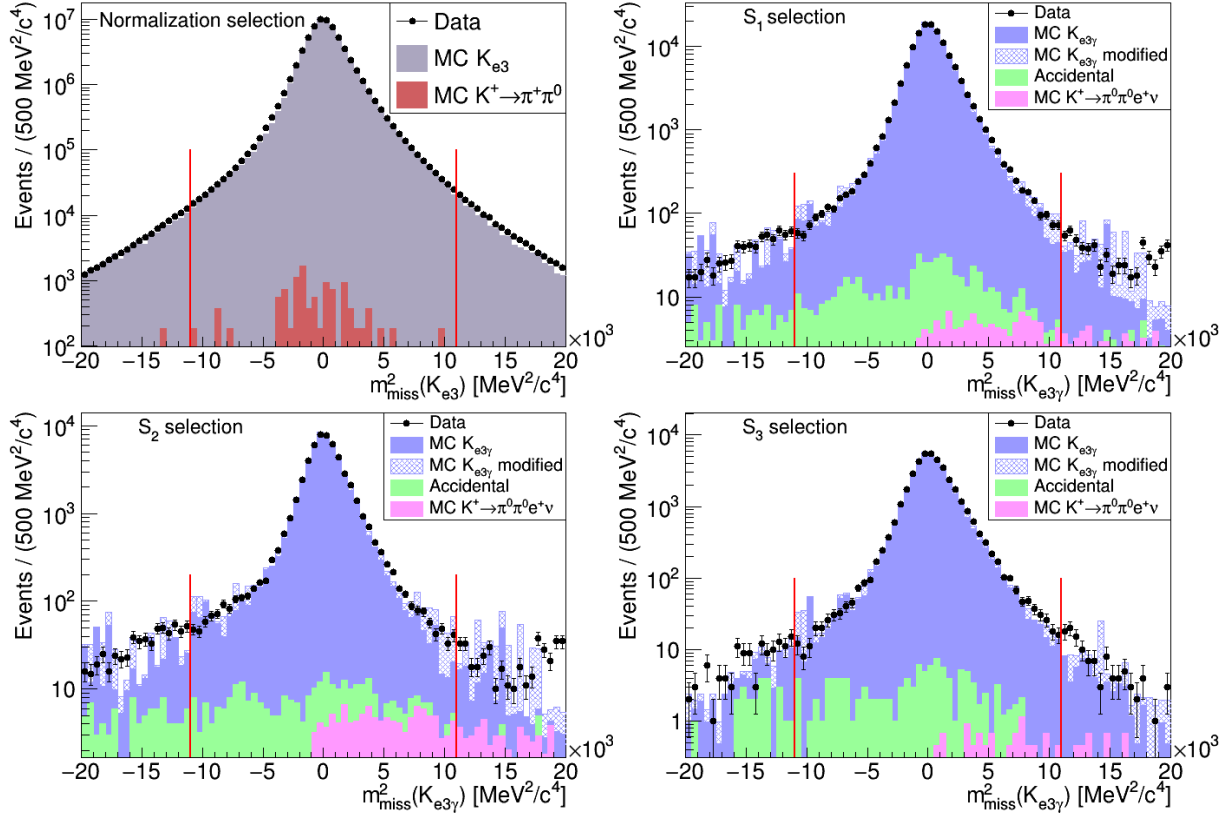 Normalization selection
Data
MC Ke3
MC K⁺→π⁺π⁰
Events / (500 MeV²/c⁴)
10⁷
10⁶
10⁵
10⁴
10³
10²
−20 −15 −10 −5 0 5 10 15 20
×10³
m²miss(Ke3) [MeV²/c⁴]
S₁ selection
Data
MC Ke3γ
MC Ke3γ modified
Accidental
MC K⁺→π⁰π⁰e⁺ν
Events / (500 MeV²/c⁴)
10⁴
10³
10²
10
−20 −15 −10 −5 0 5 10 15 20
×10³
m²miss(Ke3γ) [MeV²/c⁴]
S₂ selection
Data
MC Ke3γ
MC Ke3γ modified
Accidental
MC K⁺→π⁰π⁰e⁺ν
Events / (500 MeV²/c⁴)
10⁴
10³
10²
10
−20 −15 −10 −5 0 5 10 15 20
×10³
m²miss(Ke3γ) [MeV²/c⁴]
S₃ selection
Data
MC Ke3γ
MC Ke3γ modified
Accidental
MC K⁺→π⁰π⁰e⁺ν
Events / (500 MeV²/c⁴)
10⁴
10³
10²
10
1
−20 −15 −10 −5 0 5 10 15 20
×10³
m²miss(Ke3γ) [MeV²/c⁴]